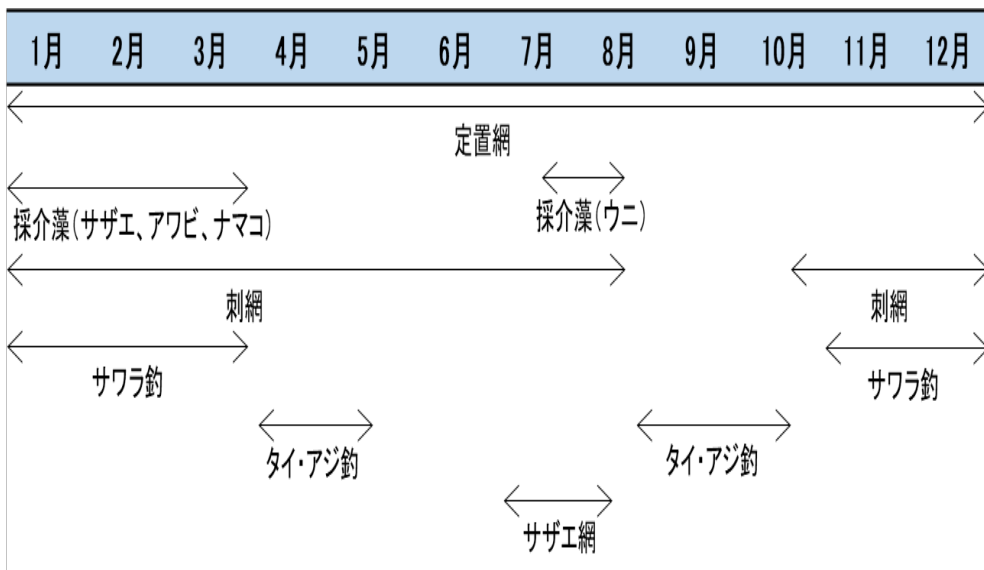 1月 2月 3月 4月 5月 6月 7月 8月 9月 10月 11月 12月
定置網
採介藻(サザエ、アワビ、ナマコ) 採介藻(ウニ)
刺網 刺網
サワラ釣 サワラ釣
タイ・アジ釣 タイ・アジ釣
サザエ網